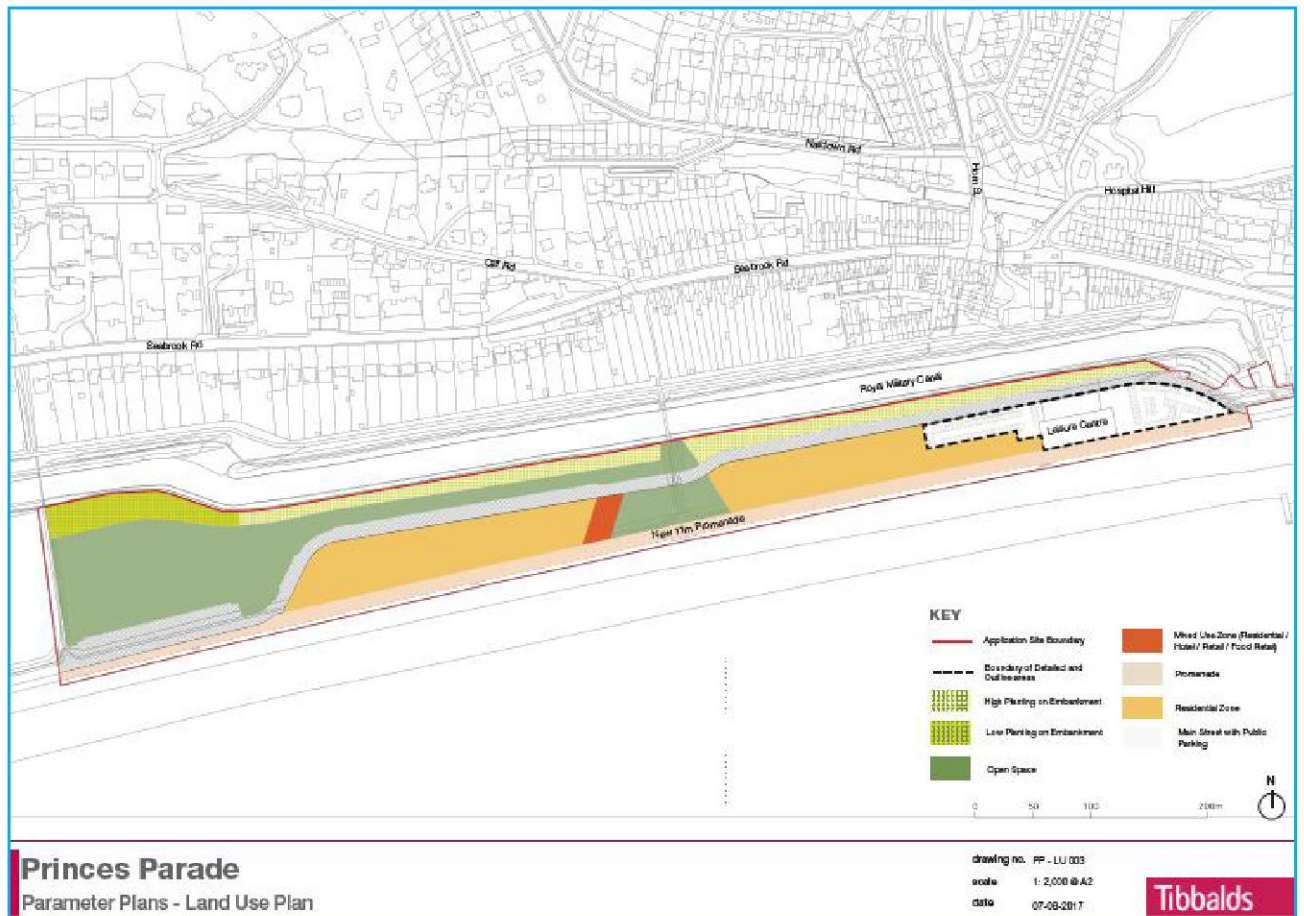 Naildown Rd
Horn St
Hospital Hill
Cliff Rd
Seabrook Rd
Seabrook Rd
Royal Military Canal
Leisure Centre
New 11m Promenade
KEY
Application Site Boundary
Boundary of Detailed and
Outline areas
High Planting on Embankment
Low Planting on Embankment
Open Space
Mixed Use Zone (Residential /
Hotel / Retail / Food Retail)
Promenade
Residential Zone
Main Street with Public
Parking
N
0 50 100 200m
Princes Parade
Parameter Plans - Land Use Plan
drawing no. PP - LU 003
scale 1: 2,000 @ A2
date 07-08-2017
Tibbalds